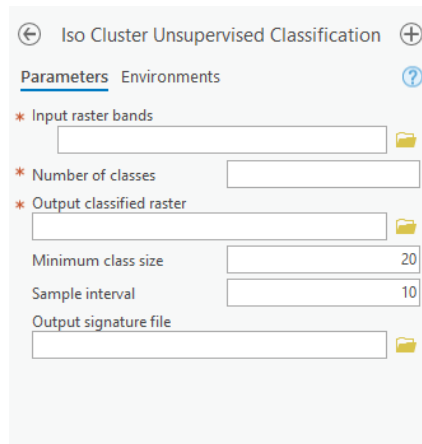 Iso Cluster Unsupervised Classification
Parameters Environments
?
* Input raster bands
* Number of classes
* Output classified raster
Minimum class size 20
Sample interval 10
Output signature file